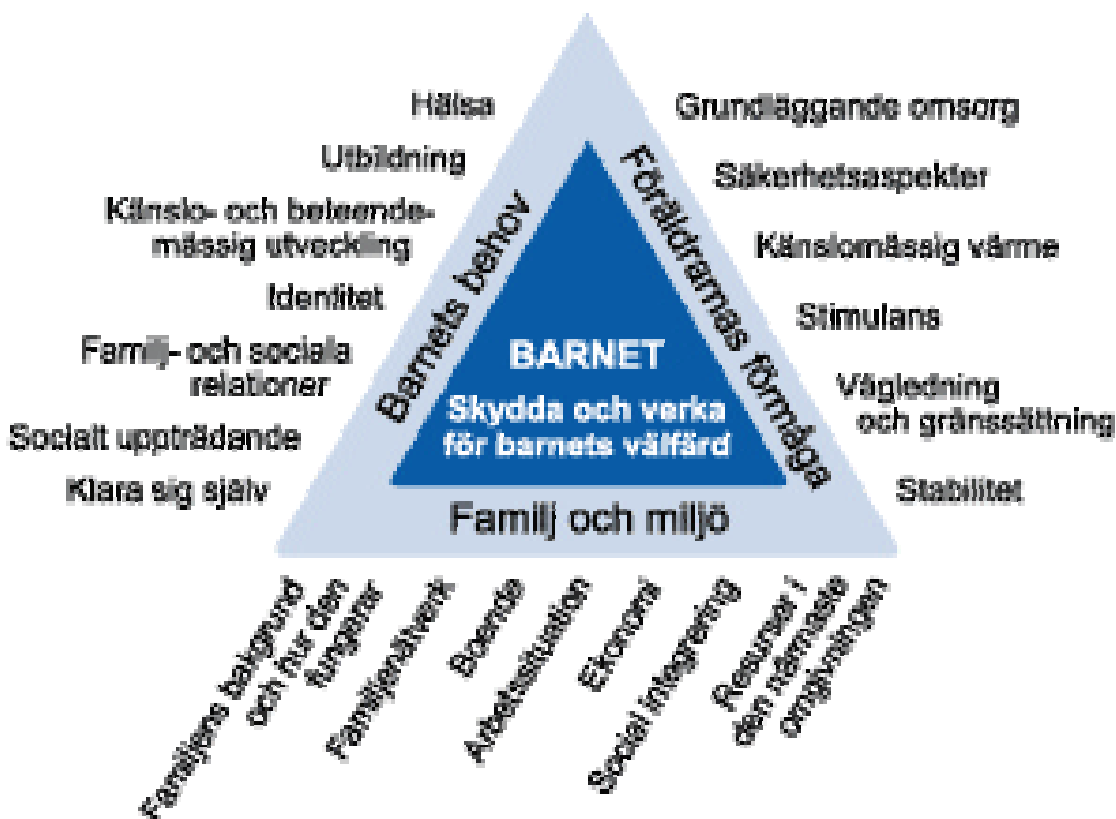 Hälsa
Utbildning
Känslo- och beteende-
mässig utveckling
Identitet
Familj- och sociala
relationer
Socialt uppträdande
Klara sig själv
Barnets behov
BARNET
Skydda och verka
för barnets välfärd
Föräldrarnas förmåga
Grundläggande omsorg
Säkerhetsaspekter
Känslomässig värme
Stimulans
Vägledning
och gränssättning
Stabilitet
Familj och miljö
Familjens bakgrund
och hur den
fungerar
Familjenätverk
Boende
Arbetssituation
Ekonomi
Social integrering
Resurser i
den närmaste
omgivningen